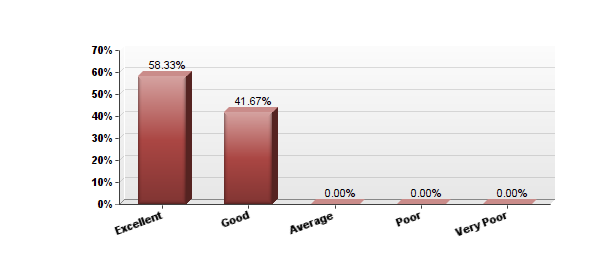 70%
60%
50%
40%
30%
20%
10%
0%
58.33%
41.67%
0.00%
0.00%
0.00%
Excellent
Good
Average
Poor
Very Poor